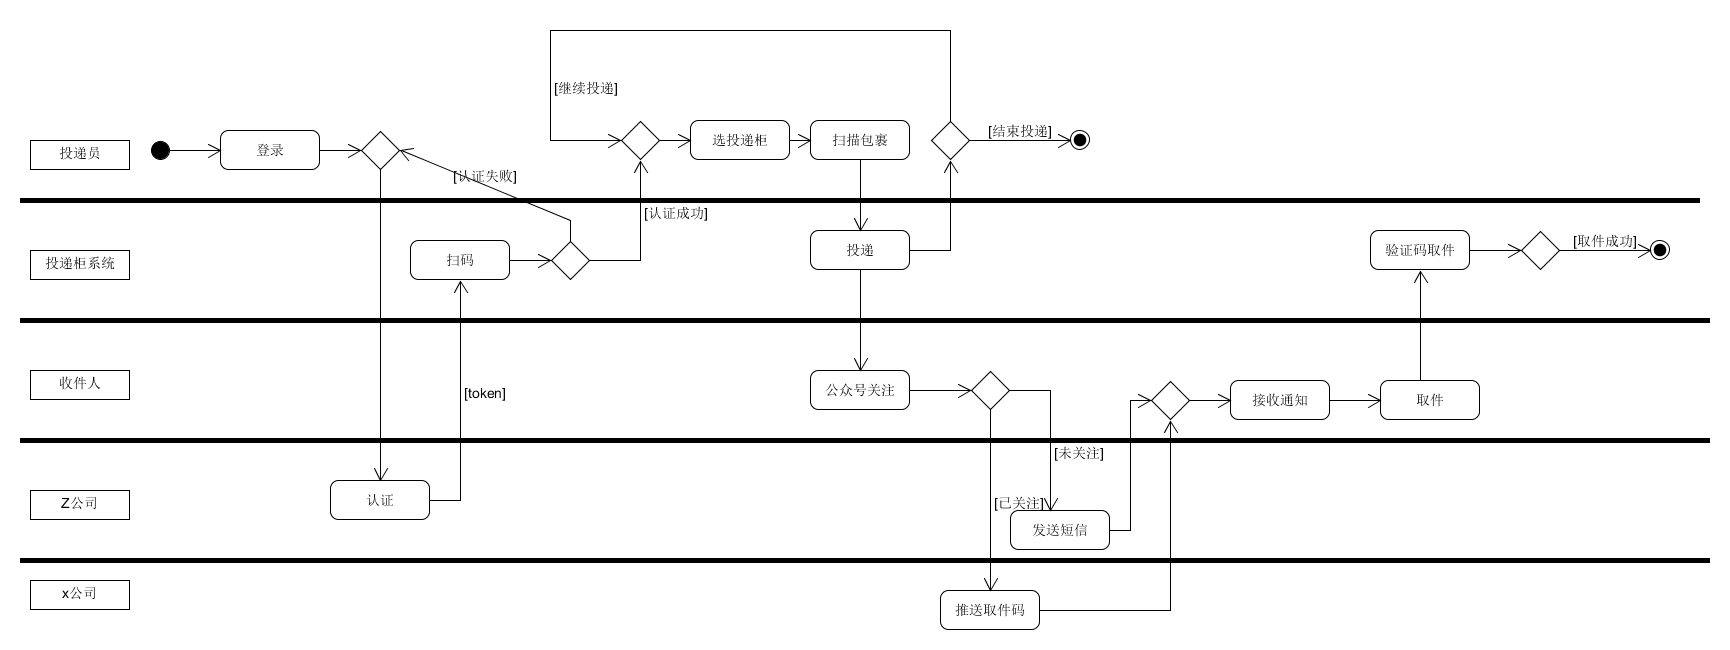 [继续投递]
投递员
登录
选投递柜
扫描包裹
[结束投递]
[认证失败]
[认证成功]
投递柜系统
扫码
投递
验证码取件
[取件成功]
收件人
[token]
公众号关注
接收通知
取件
[未关注]
Z公司
认证
[已关注]
发送短信
x公司
推送取件码